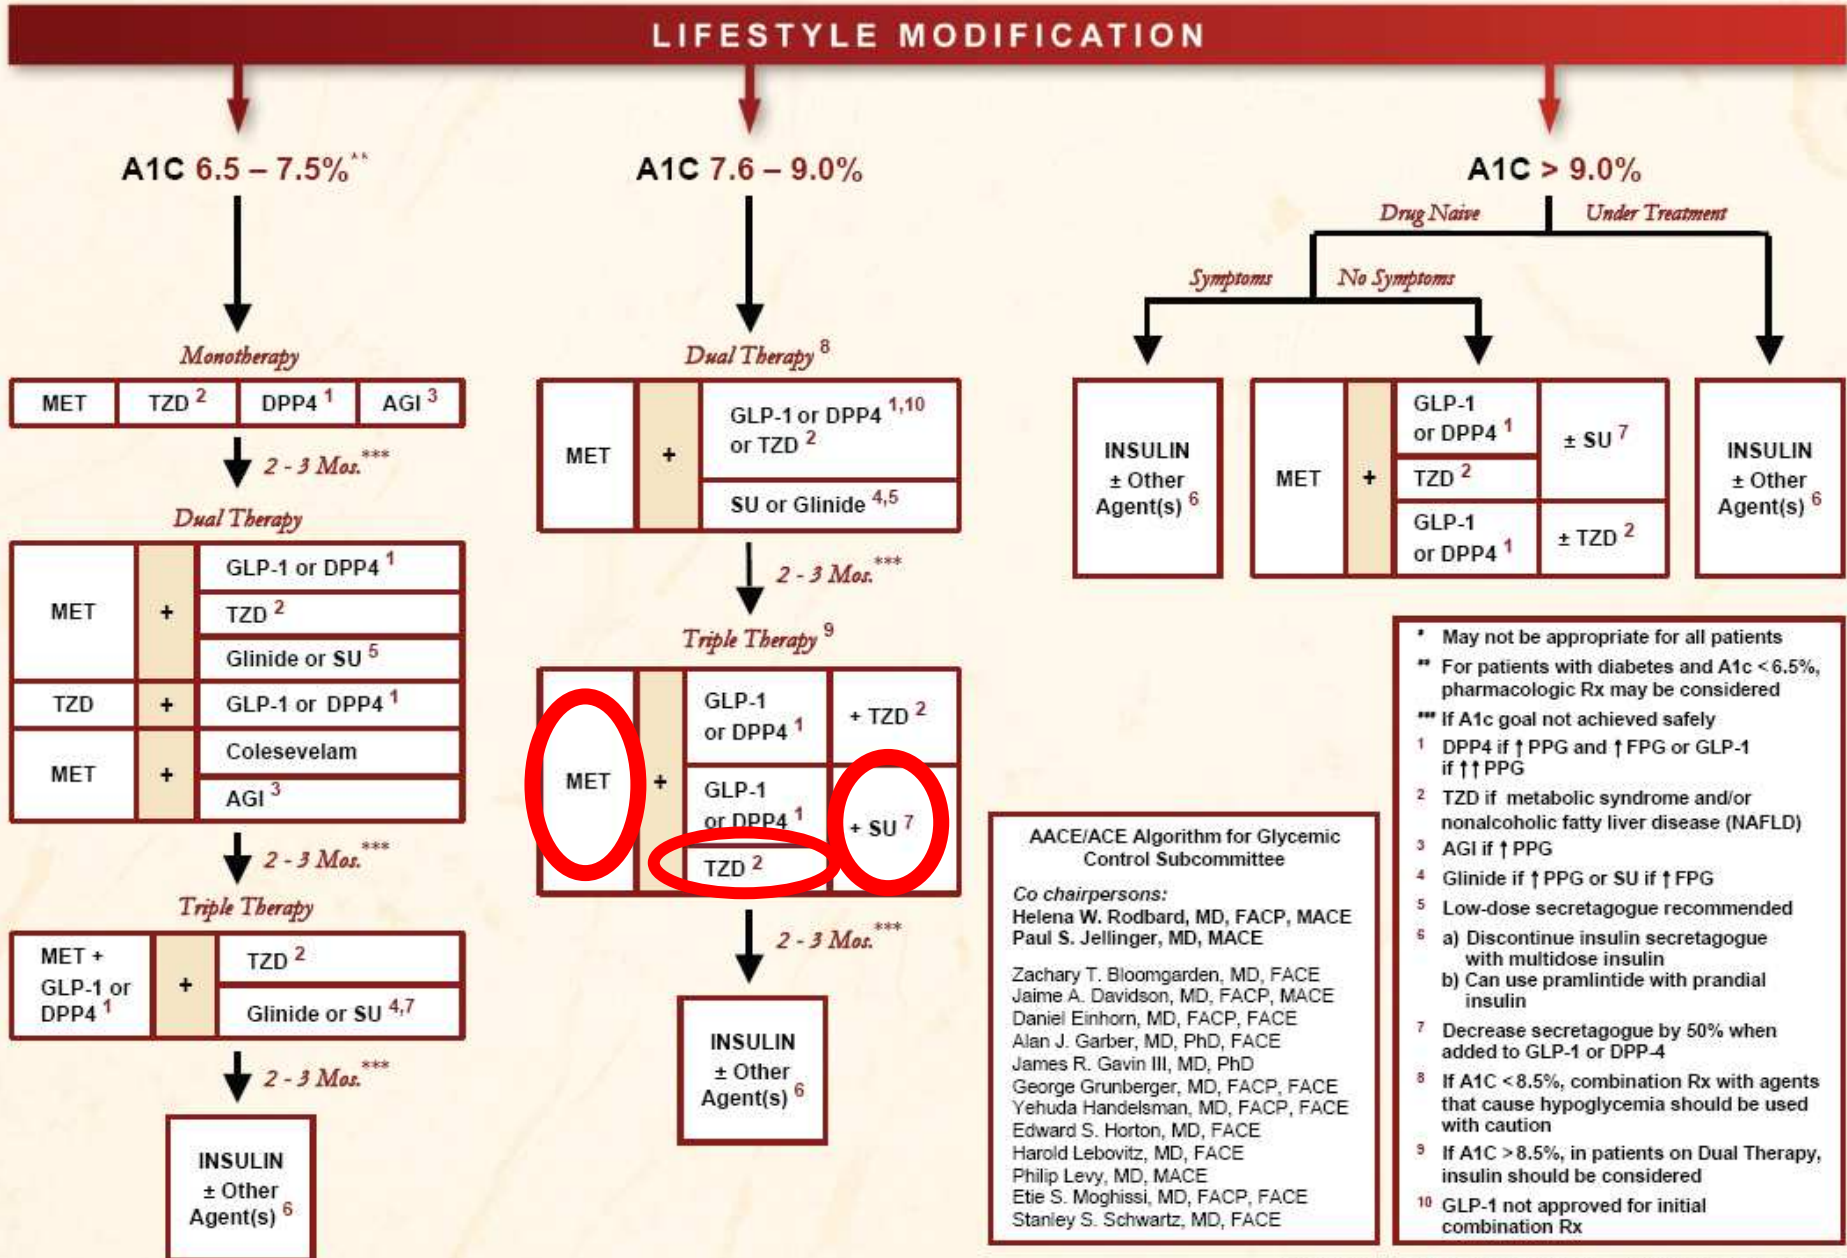 LIFESTYLE MODIFICATION
A1C 6.5 – 7.5%**
Monotherapy
MET TZD 2 DPP4 1 AGI 3
2 - 3 Mos.***
Dual Therapy
MET + GLP-1 or DPP4 1
TZD 2
Glinide or SU 5
TZD + GLP-1 or DPP4 1
MET + Colesevelam
AGI 3
2 - 3 Mos.***
Triple Therapy
MET +
GLP-1 or
DPP4 1
+
TZD 2
Glinide or SU 4,7
2 - 3 Mos.***
INSULIN
± Other
Agent(s) 6
A1C 7.6 – 9.0%
Dual Therapy 8
MET +
GLP-1 or DPP4 1,10
or TZD 2
SU or Glinide 4,5
2 - 3 Mos.***
Triple Therapy 9
MET +
GLP-1
or DPP4 1
+ TZD 2
GLP-1
or DPP4 1
TZD 2
+ SU 7
2 - 3 Mos.***
INSULIN
± Other
Agent(s) 6
A1C > 9.0%
Drug Naive Under Treatment
Symptoms No Symptoms
INSULIN
± Other
Agent(s) 6
MET +
GLP-1
or DPP4 1
TZD 2
± SU 7
GLP-1
or DPP4 1
± TZD 2
INSULIN
± Other
Agent(s) 6
AACE/ACE Algorithm for Glycemic
Control Subcommittee
Co chairpersons:
Helena W. Rodbard, MD, FACP, MACE
Paul S. Jellinger, MD, MACE
Zachary T. Bloomgarden, MD, FACE
Jaime A. Davidson, MD, FACP, MACE
Daniel Einhorn, MD, FACP, FACE
Alan J. Garber, MD, PhD, FACE
James R. Gavin III, MD, PhD
George Grunberger, MD, FACP, FACE
Yehuda Handelsman, MD, FACP, FACE
Edward S. Horton, MD, FACE
Harold Lebovitz, MD, FACE
Philip Levy, MD, MACE
Etie S. Moghissi, MD, FACP, FACE
Stanley S. Schwartz, MD, FACE
* May not be appropriate for all patients
** For patients with diabetes and A1c < 6.5%,
pharmacologic Rx may be considered
*** If A1c goal not achieved safely
1 DPP4 if ↑ PPG and ↑ FPG or GLP-1
if ↑↑ PPG
2 TZD if metabolic syndrome and/or
nonalcoholic fatty liver disease (NAFLD)
3 AGI if ↑ PPG
4 Glinide if ↑ PPG or SU if ↑ FPG
5 Low-dose secretagogue recommended
6 a) Discontinue insulin secretagogue
with multidose insulin
b) Can use pramlintide with prandial
insulin
7 Decrease secretagogue by 50% when
added to GLP-1 or DPP-4
8 If A1C < 8.5%, combination Rx with agents
that cause hypoglycemia should be used
with caution
9 If A1C > 8.5%, in patients on Dual Therapy,
insulin should be considered
10 GLP-1 not approved for initial
combination Rx